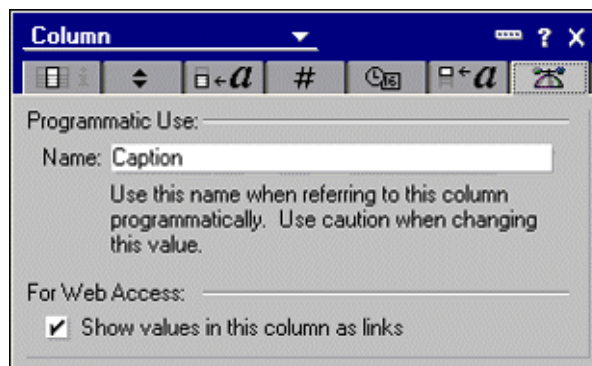 Column
? X
a # 16 a
Programmatic Use:
Name: Caption
Use this name when referring to this column
programmatically. Use caution when changing
this value.
For Web Access:
Show values in this column as links